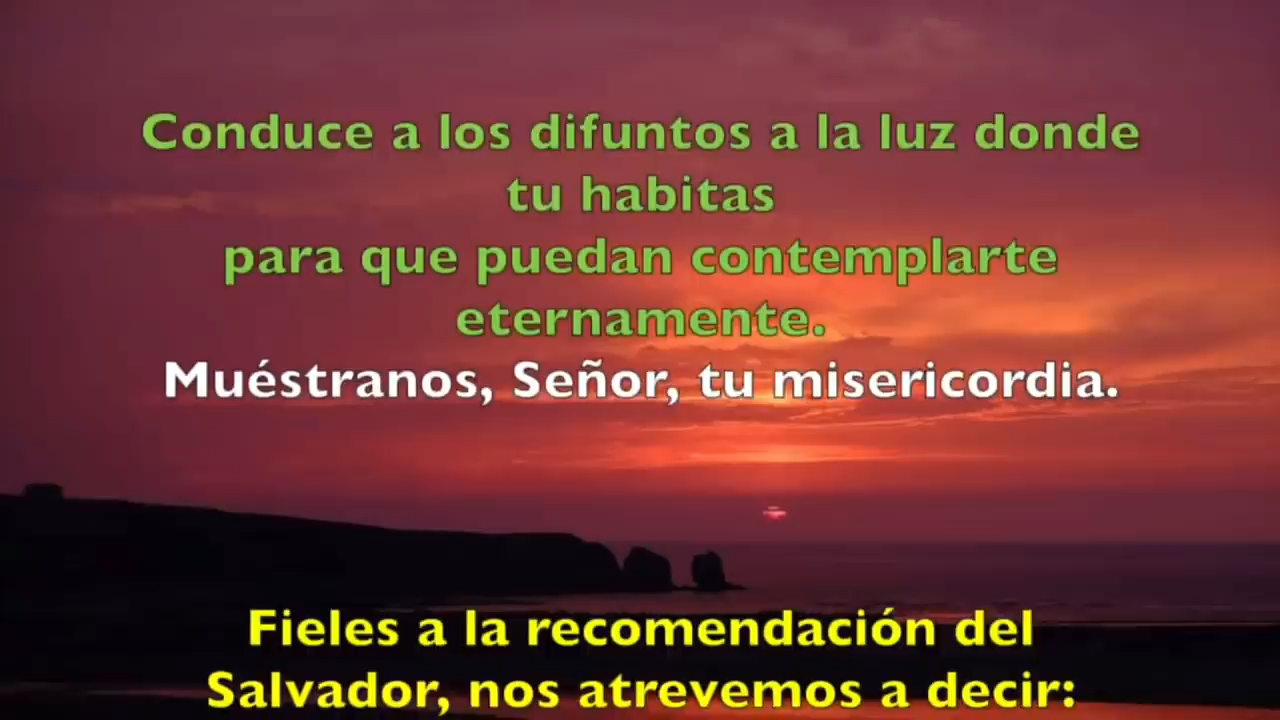 Conduce a los difuntos a la luz donde
tu habitas
para que puedan contemplarte
eternamente.
Muéstranos, Señor, tu misericordia.
Fieles a la recomendación del
Salvador, nos atrevemos a decir: